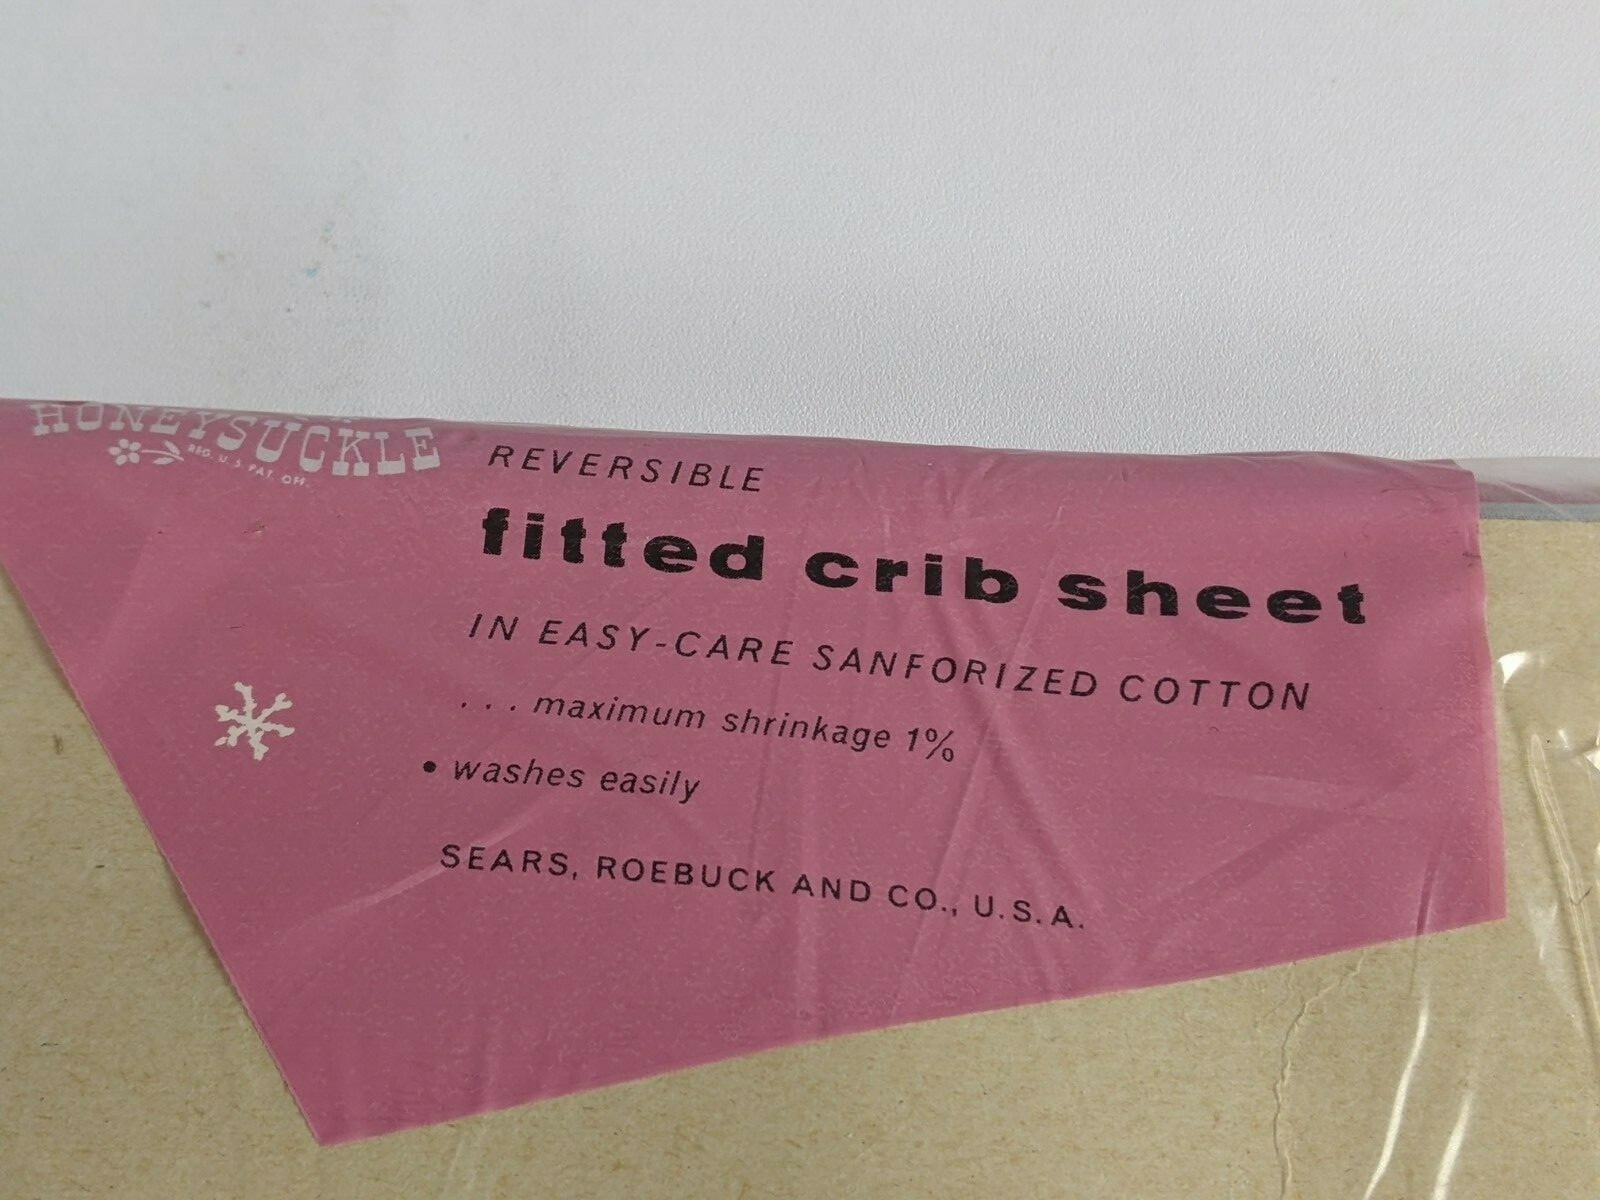 HONEYSUCKLE
REG. U. S. PAT. OFF.
REVERSIBLE
fitted crib sheet
IN EASY-CARE SANFORIZED COTTON
. . . maximum shrinkage 1%
• washes easily
SEARS, ROEBUCK AND CO., U.S.A.